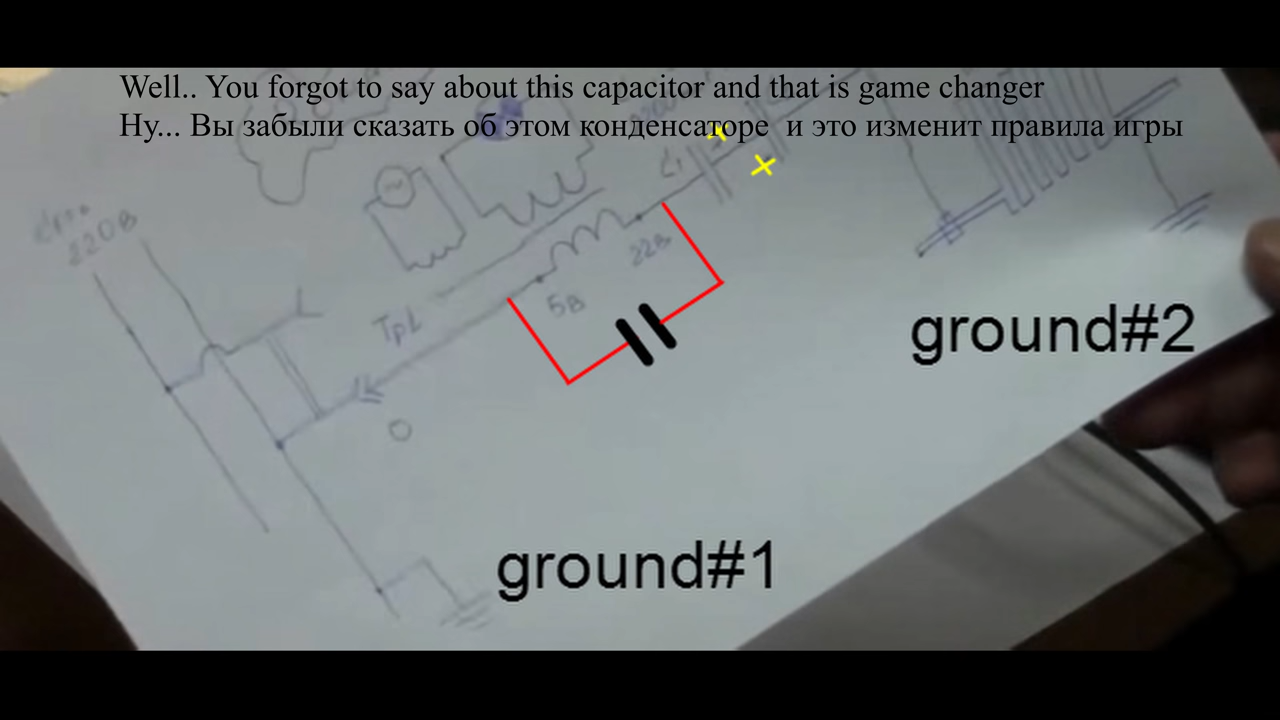 Well.. You forgot to say about this capacitor and that is game changer
Ну... Вы забыли сказать об этом конденсаторе и это изменит правила игры
220В
22в
5в
Тр1
ground#2
ground#1